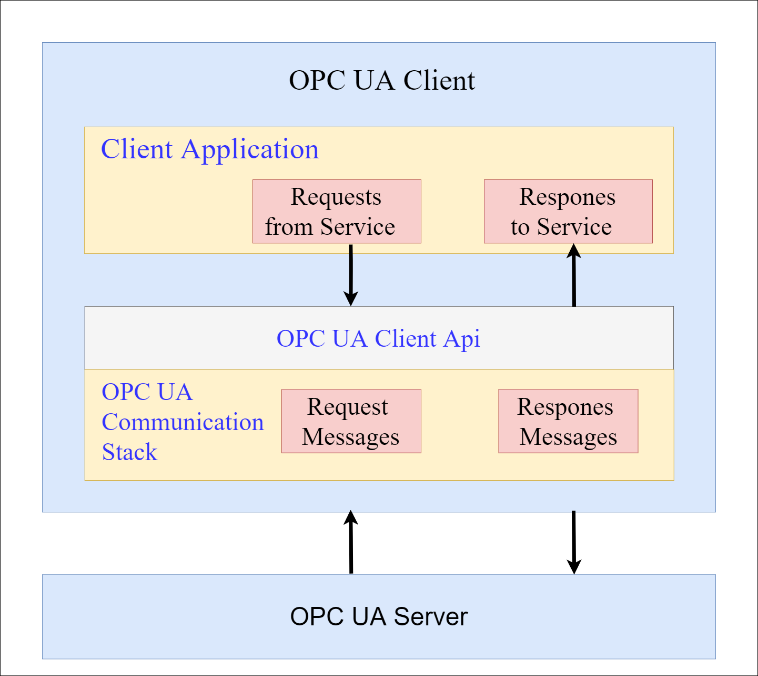 OPC UA Client
Client Application
Requests
from Service
Respones
to Service
OPC UA Client Api
OPC UA
Communication
Stack
Request
Messages
Respones
Messages
OPC UA Server